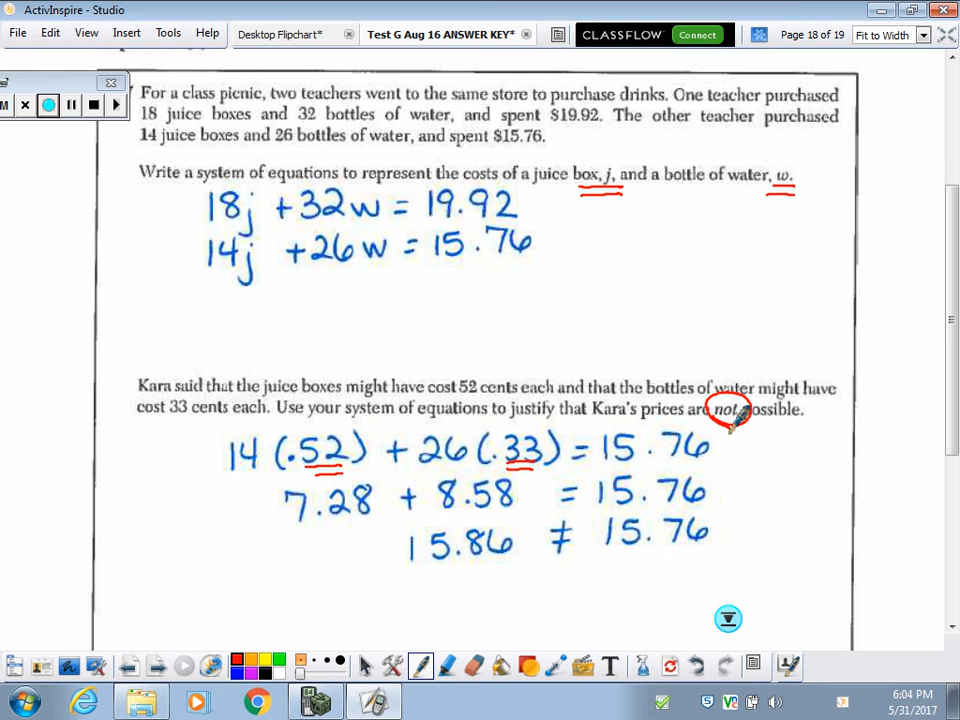 ActivInspire - Studio
File Edit View Insert Tools Help Desktop Flipchart* Test G Aug 16 ANSWER KEY* CLASSFLOW Connect Page 18 of 19 Fit to Width
M
For a class picnic, two teachers went to the same store to purchase drinks. One teacher purchased
18 juice boxes and 32 bottles of water, and spent $19.92. The other teacher purchased
14 juice boxes and 26 bottles of water, and spent $15.76.
Write a system of equations to represent the costs of a juice box, j, and a bottle of water, w.
18j + 32w = 19.92
14j + 26w = 15.76
Kara said that the juice boxes might have cost 52 cents each and that the bottles of water might have
cost 33 cents each. Use your system of equations to justify that Kara's prices are not possible.
14 (.52) + 26 (.33) = 15.76
7.28 + 8.58 = 15.76
15.86 ≠ 15.76
T
6:04 PM
5/31/2017